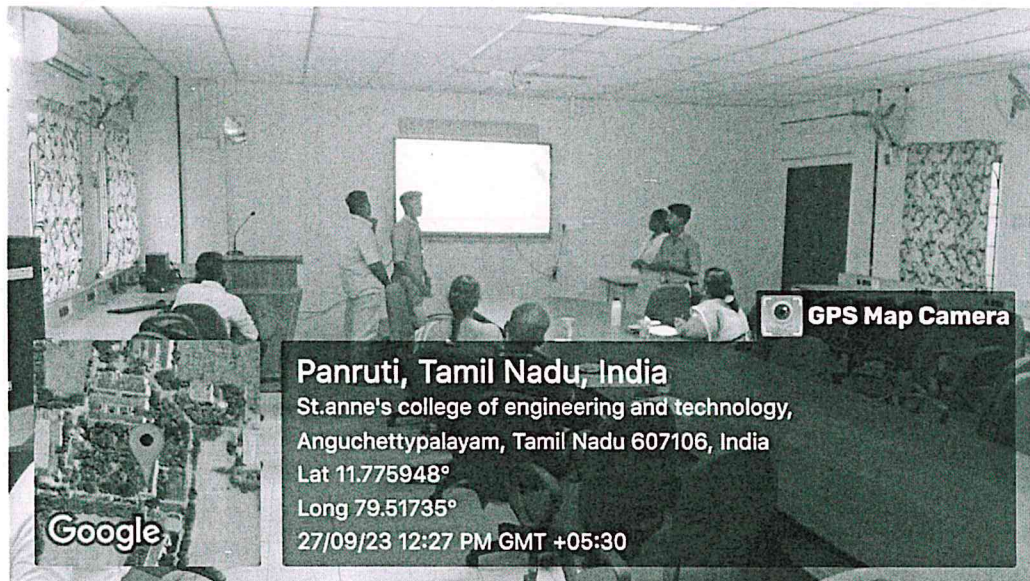 GPS Map Camera
Panruti, Tamil Nadu, India
St.anne's college of engineering and technology,
Anguchettypalayam, Tamil Nadu 607106, India
Lat 11.775948°
Long 79.51735°
27/09/23 12:27 PM GMT +05:30
Google